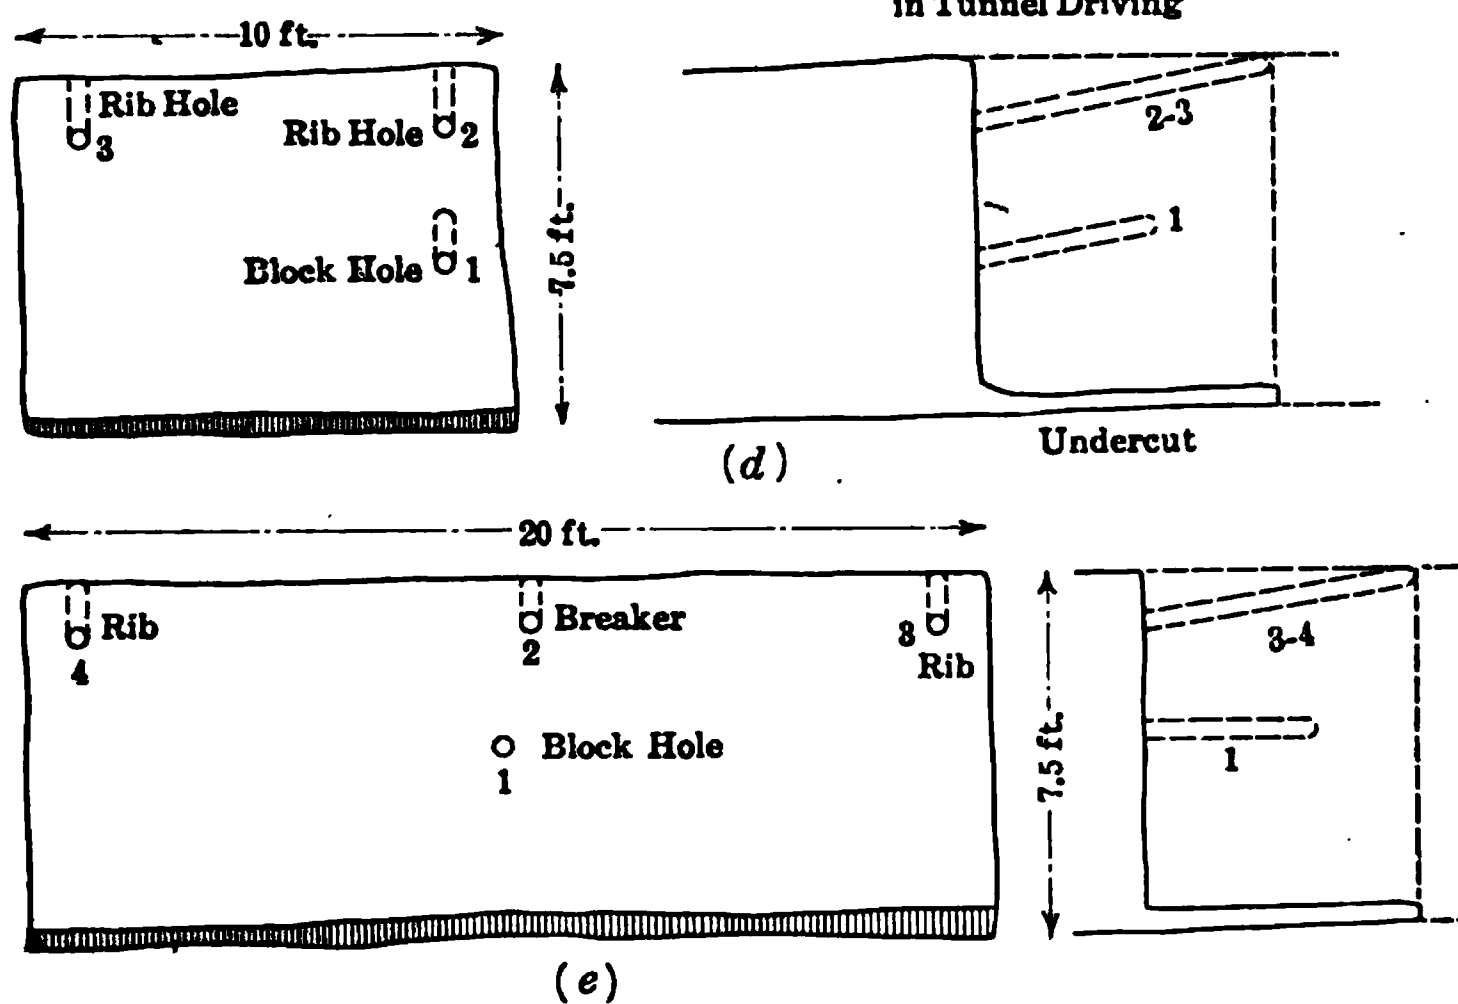 in Tunnel Driving
10 ft.
Rib Hole
3
Rib Hole 2
Block Hole 1
7.5 ft.
2-3
1
Undercut
(d)
20 ft.
Rib
4
Breaker
2
3
Rib
Block Hole
1
7.5 ft.
3-4
1
(e)